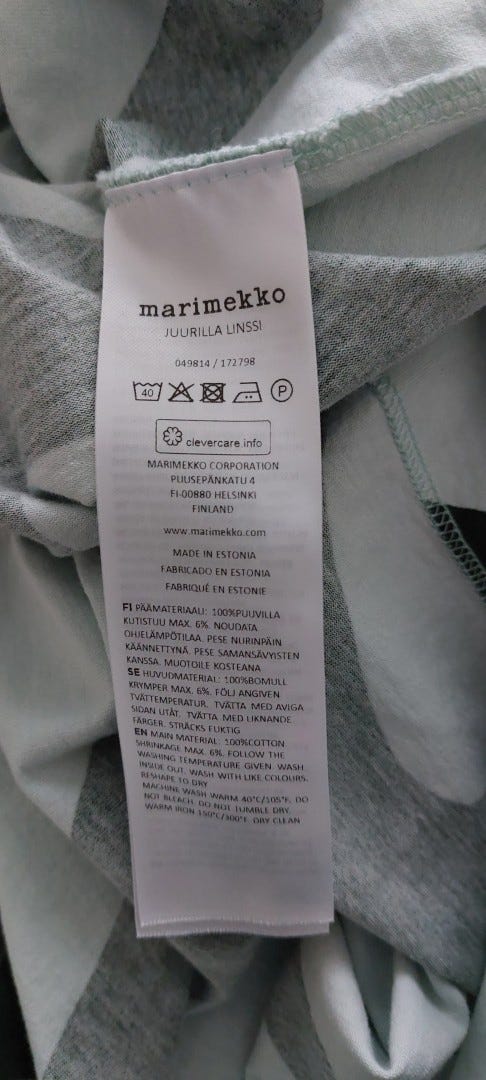 marimekko
JUURILLA LINSSI
049814 / 172798
40 P
clevercare.info
MARIMEKKO CORPORATION
PUUSEPÄNKATU 4
FI-00880 HELSINKI
FINLAND
www.marimekko.com
MADE IN ESTONIA
FABRICADO EN ESTONIA
FABRIQUÉ EN ESTONIE
FI PÄÄMATERIAALI: 100%PUUVILLA
KUTISTUU MAX. 6%. NOUDATA
OHJELÄMPÖTILAA. PESE NURINPÄIN
KÄÄNNETTYNÄ. PESE SAMANSÄVYISTEN
KANSSA. MUOTOILE KOSTEANA
SE HUVUDMATERIAL: 100%BOMULL
KRYMPER MAX. 6%. FÖLJ ANGIVEN
TVÄTTEMPERATUR. TVÄTTA MED AVIGA
SIDAN UTÅT. TVÄTTA MED LIKNANDE
FÄRGER. STRÄCKS FUKTIG
EN MAIN MATERIAL: 100%COTTON
SHRINKAGE MAX. 6%. FOLLOW THE
WASHING TEMPERATURE GIVEN. WASH
INSIDE OUT. WASH WITH LIKE COLOURS.
RESHAPE TO DRY
MACHINE WASH WARM 40°C/105°F. DO
NOT BLEACH. DO NOT TUMBLE DRY.
WARM IRON 150°C/300°F. DRY CLEAN